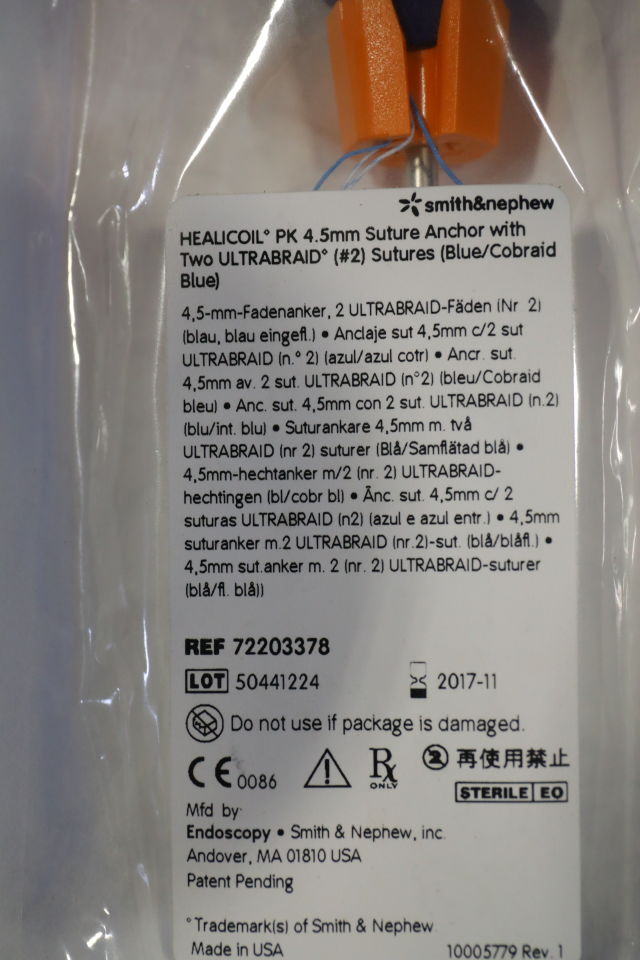 smith&nephew
HEALICOIL° PK 4.5mm Suture Anchor with
Two ULTRABRAID° (#2) Sutures (Blue/Cobraid
Blue)
4,5-mm-Fadenanker, 2 ULTRABRAID-Fäden (Nr 2)
(blau, blau eingefl.) • Anclaje sut 4,5mm c/2 sut
ULTRABRAID (n.° 2) (azul/azul cotr) • Ancr. sut.
4,5mm av. 2 sut. ULTRABRAID (n°2) (bleu/Cobraid
bleu) • Anc. sut. 4,5mm con 2 sut. ULTRABRAID (n.2)
(blu/int. blu) • Suturankare 4,5mm m. två
ULTRABRAID (nr 2) suturer (Blå/Samflätad blå) •
4,5mm-hechtanker m/2 (nr. 2) ULTRABRAID-
hechtingen (bl/cobr bl) • Ânc. sut. 4,5mm c/ 2
suturas ULTRABRAID (n2) (azul e azul entr.) • 4,5mm
suturanker m.2 ULTRABRAID (nr.2)-sut. (blå/blåfl.) •
4,5mm sut.anker m. 2 (nr. 2) ULTRABRAID-suturer
(blå/fl. blå))
REF 72203378
LOT 50441224 2017-11
Do not use if package is damaged.
CE 0086 Rx ONLY 2 再使用禁止
STERILE EO
Mfd by:
Endoscopy • Smith & Nephew, inc.
Andover, MA 01810 USA
Patent Pending
°Trademark(s) of Smith & Nephew
Made in USA 10005779 Rev. 1